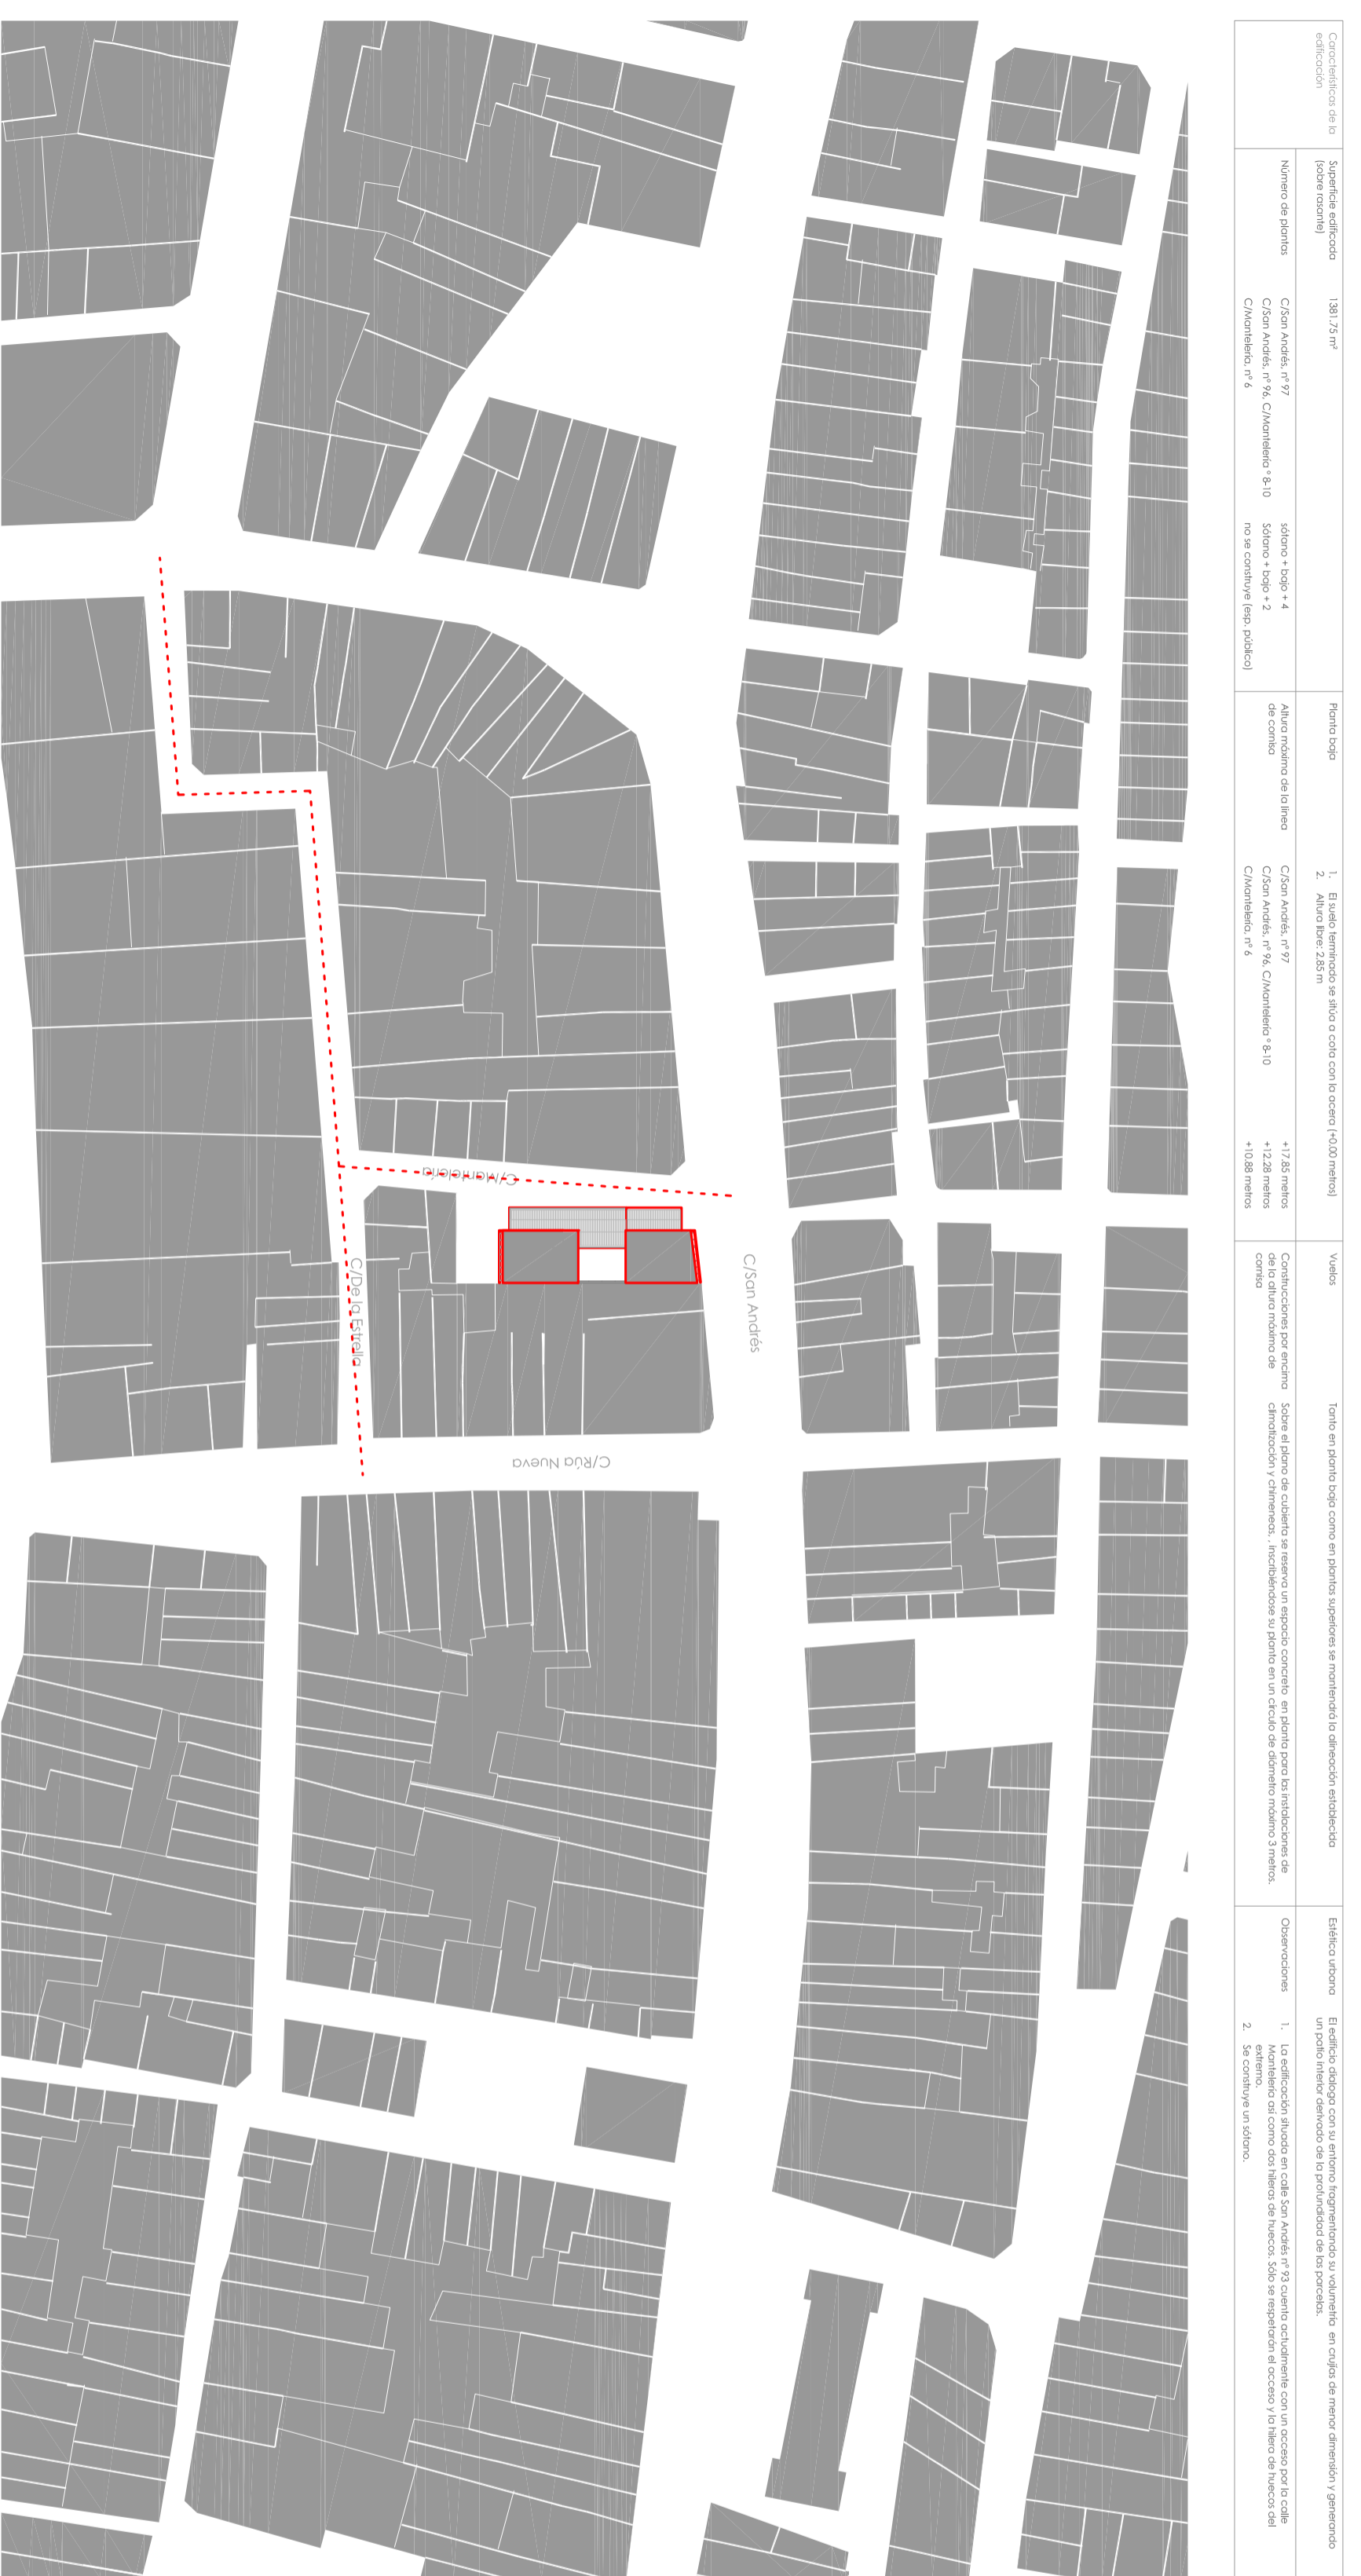 Características de la
edificación
Superficie edificada
(sobre rasante)
1381.75 m²
Número de plantas
C/San Andrés, nº 97
sótano + bajo + 4
C/San Andrés, nº 96, C/Mantelería º 8-10
Sótano + bajo + 2
C/Mantelería, nº 6
no se construye (esp. público)
Planta baja
1. El suelo terminado se sitúa a cota con la acera (+0.00 metros)
2. Altura libre: 2.85 m
Altura máxima de la línea
de cornisa
C/San Andrés, nº 97
+17.85 metros
C/San Andrés, nº 96, C/Mantelería º 8-10
+12.28 metros
C/Mantelería, nº 6
+10.88 metros
Vuelos
Tanto en planta baja como en plantas superiores se mantendrá la alineación establecida
Construcciones por encima
de la altura máxima de
cornisa
Sobre el plano de cubierta se reserva un espacio concreto en planta para las instalaciones de
climatización y chimeneas, , inscribiéndose su planta en un círculo de diámetro máximo 3 metros.
Estética urbana
El edificio dialoga con su entorno fragmentando su volumetría en crujías de menor dimensión y generando
un patio interior derivado de la profundidad de las parcelas.
Observaciones
1. La edificación situada en calle San Andrés nº 93 cuenta actualmente con un acceso por la calle
Mantelería así como dos hileras de huecos. Sólo se respetarán el acceso y la hilera de huecos del
extremo.
2. Se construye un sótano.
C/San Andrés
C/Mantelería
C/De la Estrella
C/Rúa Nueva